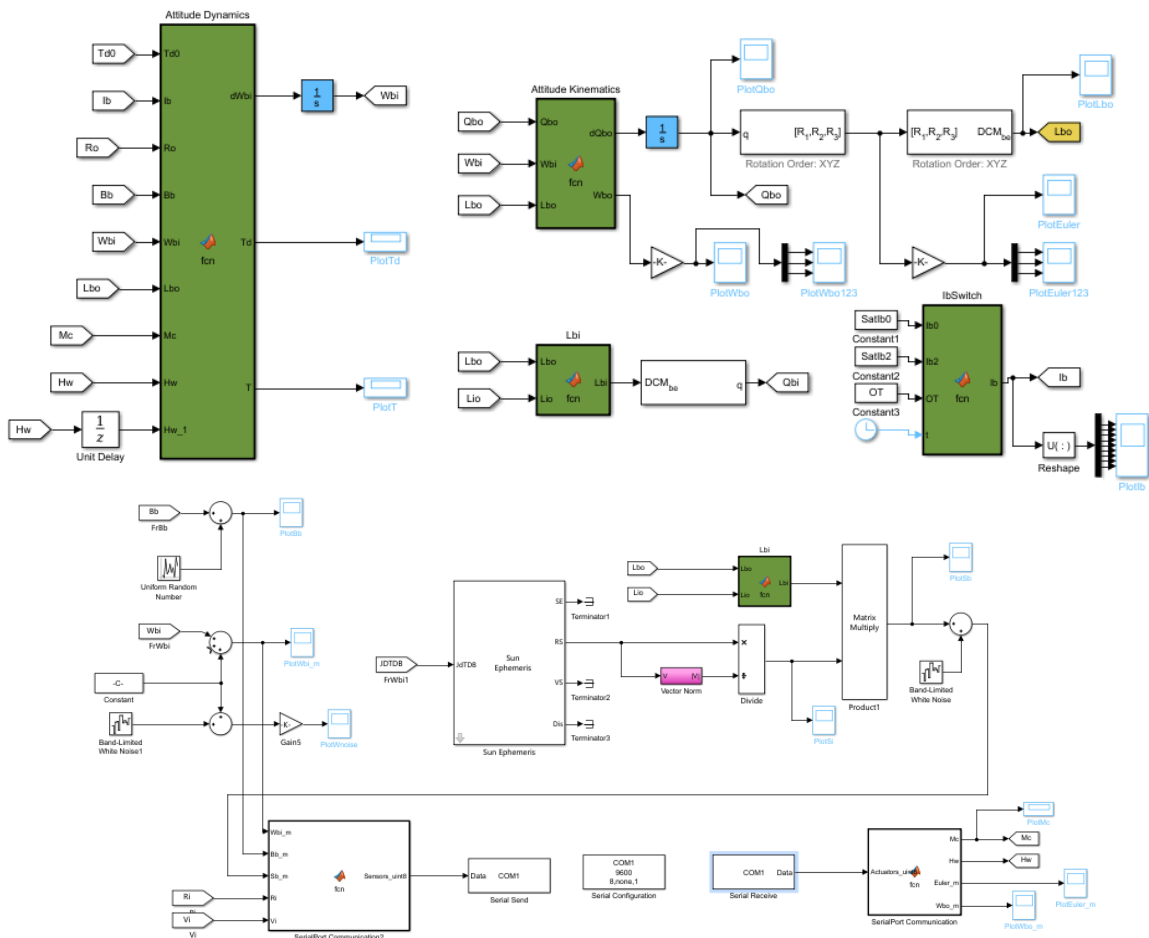 Attitude Dynamics
Td0
Td0
Ib
Ib
Ro
Ro
Bb
Bb
Wbi
Wbi
Lbo
Lbo
Mc
Mc
Hw
Hw
Hw
1
z
Unit Delay
Hw_1
fcn
dWbi
1
s
Wbi
Td
PlotTd
T
PlotT
Attitude Kinematics
Qbo
Qbo
Wbi
Wbi
Lbo
Lbo
fcn
dQbo
Wbo
1
s
PlotQbo
q
[R1,R2,R3]
Rotation Order: XYZ
[R1,R2,R3]
DCMbe
Rotation Order: XYZ
PlotLbo
Lbo
Qbo
-K-
PlotWbo
PlotWbo123
-K-
PlotEuler
PlotEuler123
Lbi
Lbo
Lbo
Lio
Lio
fcn
Lbi
DCMbe
q
Qbi
IbSwitch
SatIb0
Constant1
SatIb2
Constant2
OT
Constant3
Ib0
Ib2
OT
t
fcn
Ib
Ib
U( : )
Reshape
PlotIb
Bb
FrBb
PlotBb
Uniform Random
Number
Wbi
FrWbi
PlotWbi_m
-C-
Constant
Band-Limited
White Noise1
-K-
Gain5
PlotWnoise
JDTDB
FrWbi1
JdTDB
Sun
Ephemeris
SE
RS
VS
Dis
Sun Ephemeris
Terminator1
Terminator2
Terminator3
V
|V|
Vector Norm
Divide
Lbi
Lbo
Lbo
Lio
Lio
fcn
Lbi
PlotSi
Matrix
Multiply
Product1
PlotSb
Band-Limited
White Noise
Wbi_m
Bb_m
Sb_m
Ri
Ri
Vi
Vi
Vi
fcn
Sensors_uint8
SerialPort Communication2
Data
COM1
Serial Send
COM1
9600
8,none,1
Serial Configuration
COM1
Data
Serial Receive
fcn
Mc
Hw
Euler_m
Wbo_m
SerialPort Communication
PlotMc
Mc
Hw
PlotEuler_m
PlotWbo_m